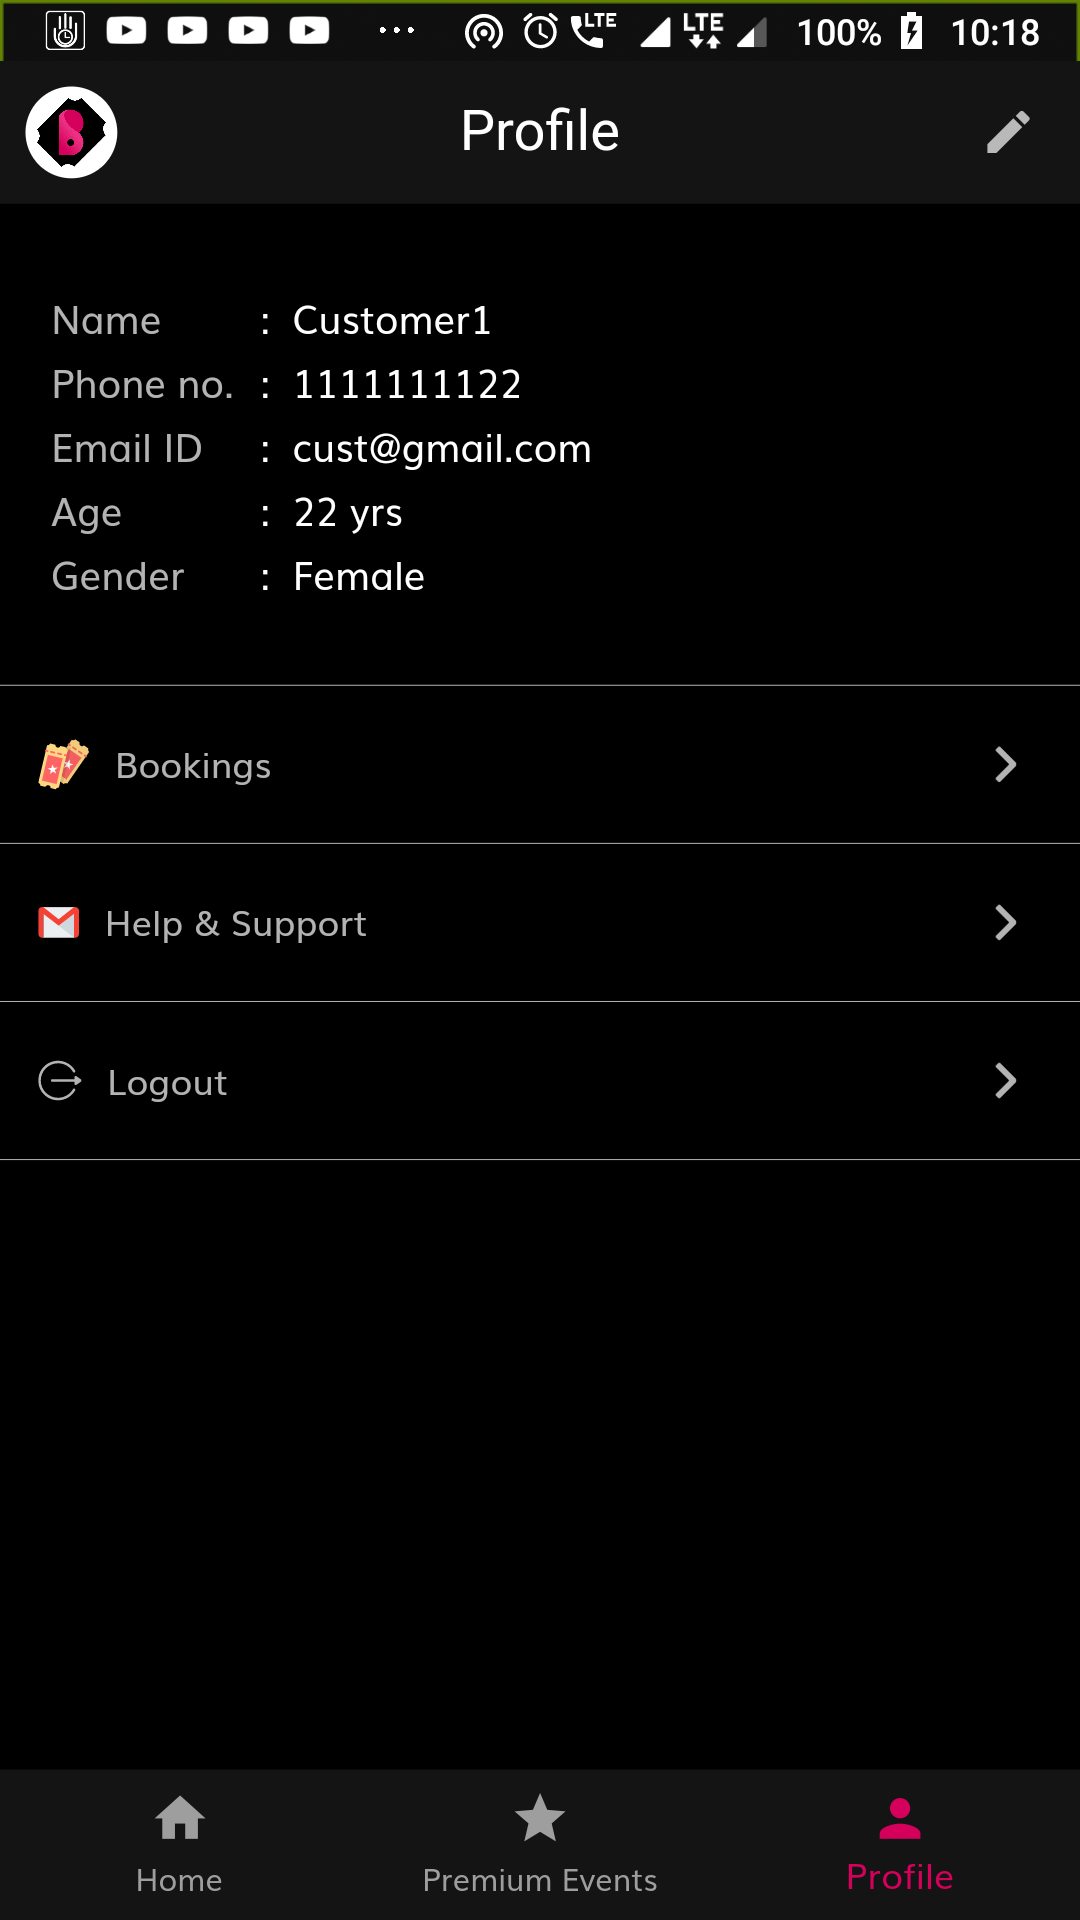 LTE LTE 100% 10:18
B Profile
Name : Customer1
Phone no. : 1111111122
Email ID : cust@gmail.com
Age : 22 yrs
Gender : Female
Bookings
Help & Support
Logout
Home Premium Events Profile